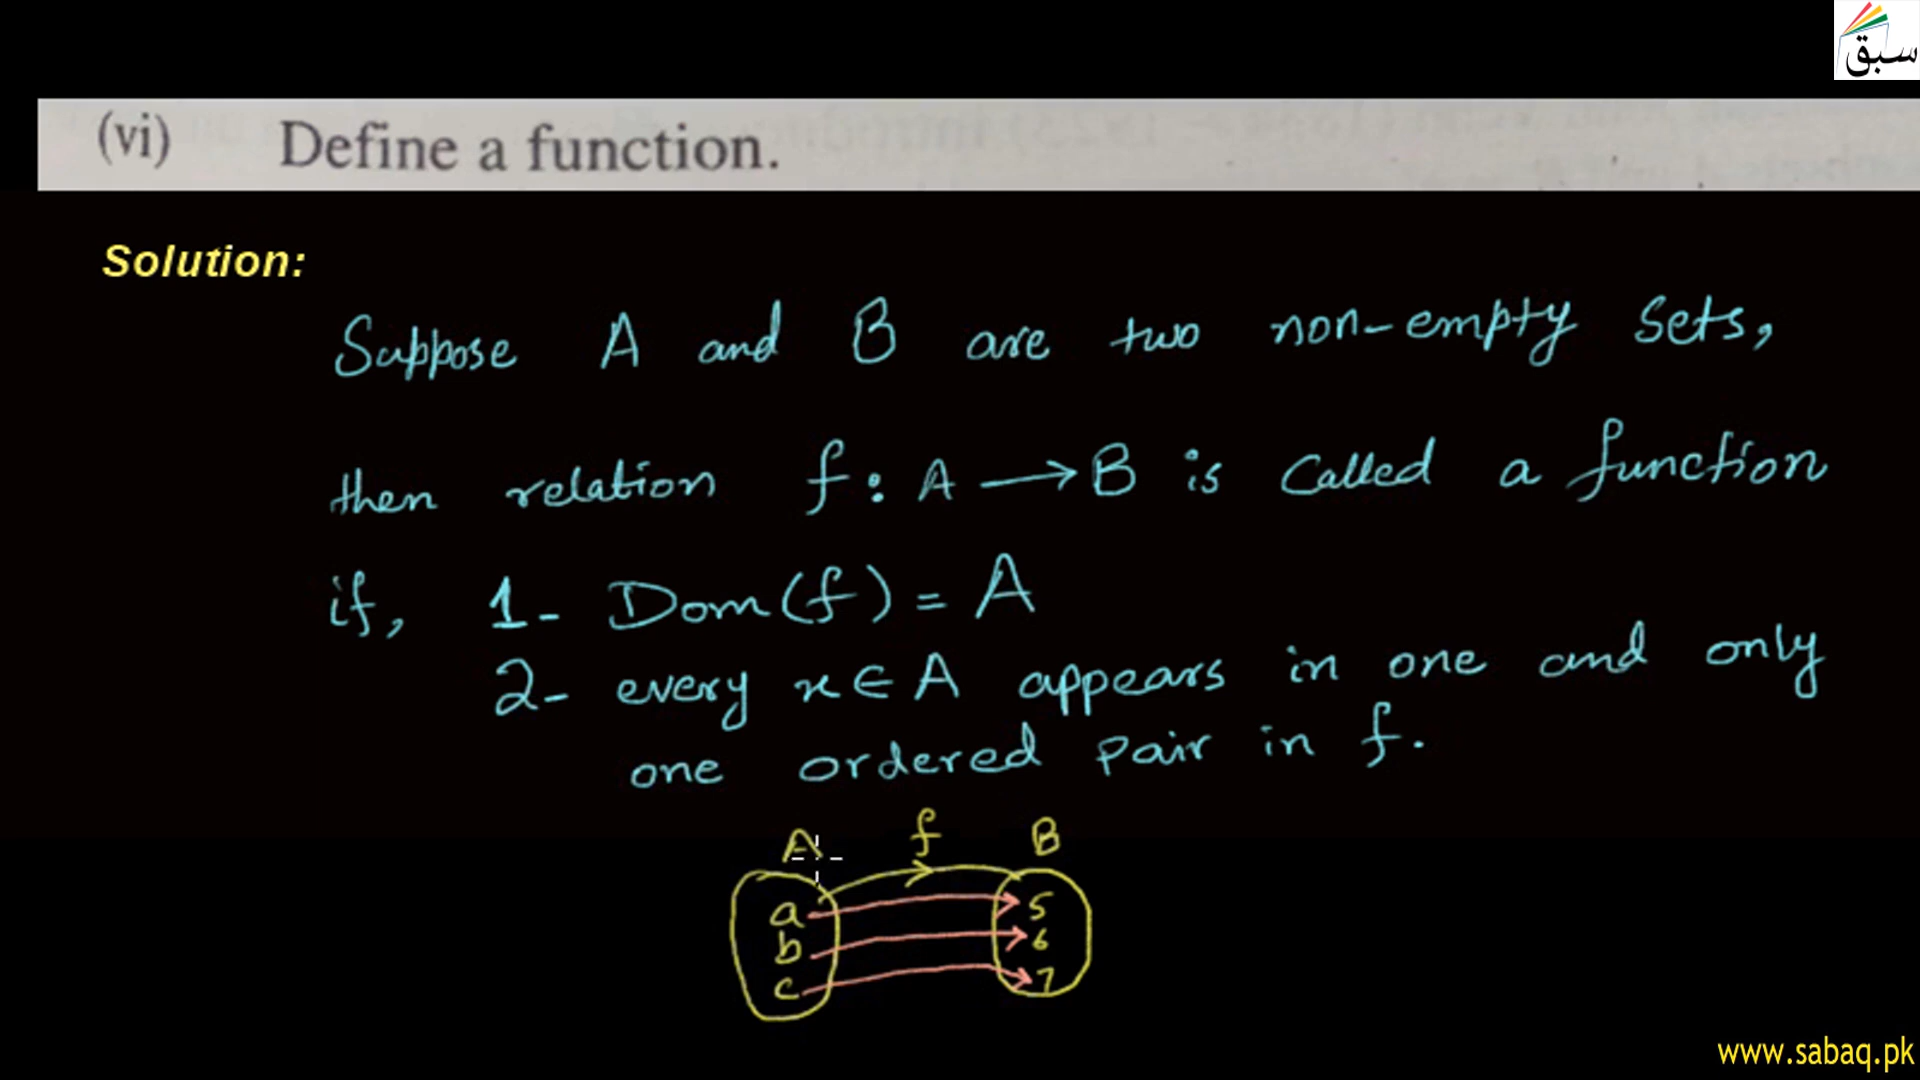 سبق
(vi) Define a function.
Solution:
Suppose A and B are two non-empty sets,
then relation f: A → B is called a function
if, 1- Dom(f) = A
2- every x ∈ A appears in one and only
one ordered pair in f.
A f B
a 5
b 6
c 7
www.sabaq.pk